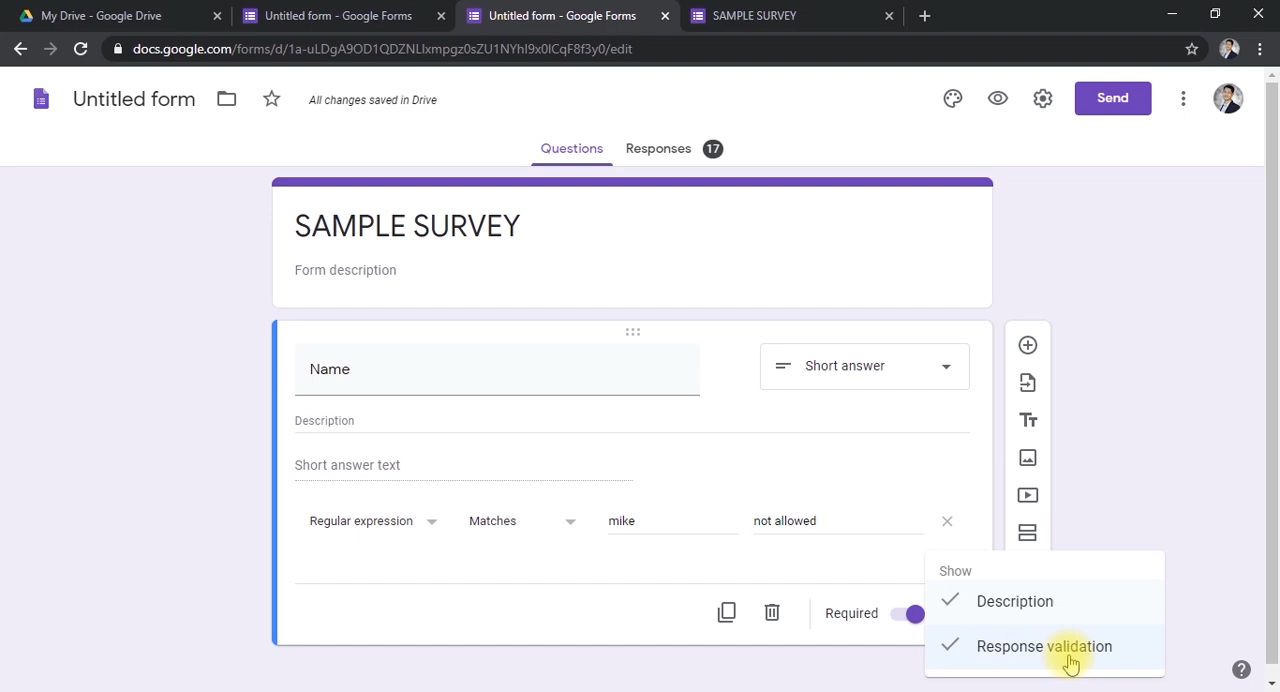 My Drive - Google Drive
Untitled form - Google Forms
Untitled form - Google Forms
SAMPLE SURVEY
docs.google.com/forms/d/1a-uLDgA9OD1QDZNLlxmpgz0sZU1NYhl9x0lCqF8f3y0/edit
Untitled form
All changes saved in Drive
Send
Questions
Responses 17
SAMPLE SURVEY
Form description
Name
Short answer
Description
Short answer text
Tт
Regular expression Matches mike not allowed
Show
Description
Required
Response validation